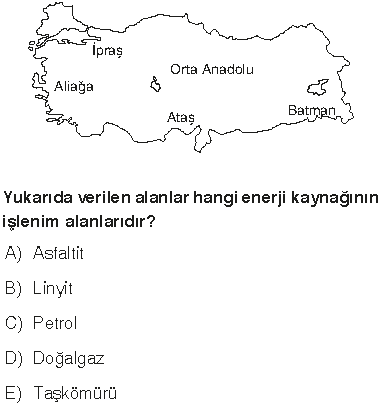 İpraş
Orta Anadolu
Aliağa
Ataş
Batman
Yukarıda verilen alanlar hangi enerji kaynağının
işlenim alanlarıdır?
A) Asfaltit
B) Linyit
C) Petrol
D) Doğalgaz
E) Taşkömürü